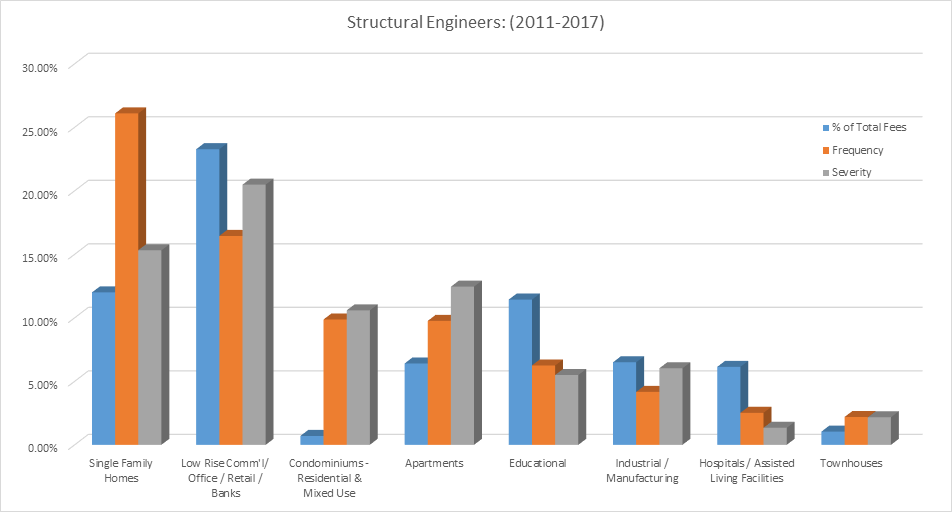 Structural Engineers: (2011-2017)
30.00%
25.00%
20.00%
15.00%
10.00%
5.00%
0.00%
% of Total Fees
Frequency
Severity
Single Family
Homes
Low Rise Comm'l/
Office / Retail /
Banks
Condominiums -
Residential &
Mixed Use
Apartments
Educational
Industrial /
Manufacturing
Hospitals / Assisted
Living Facilities
Townhouses